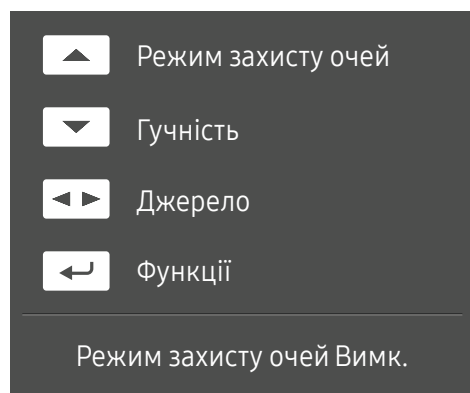 Режим захисту очей
Гучність
Джерело
Функції
Режим захисту очей Вимк.